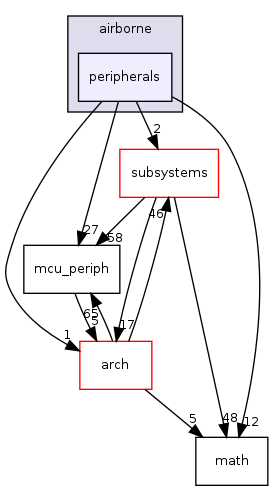 airborne
peripherals
2
subsystems
27
58
46
mcu_periph
65
5
17
1
arch
5
48
12
math